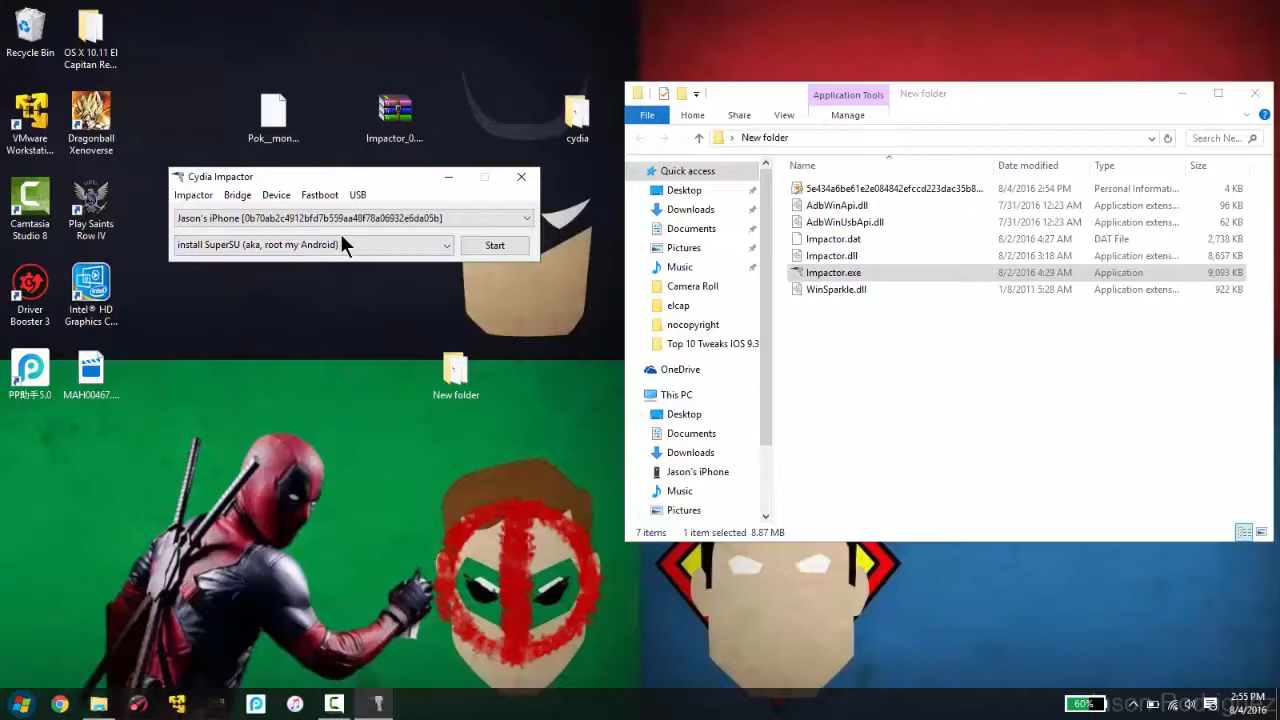 Recycle Bin
OS X 10.11 El
Capitan Re...
VMware
Workstati...
Dragonball
Xenoverse
Camtasia
Studio 8
Play Saints
Row IV
Driver
Booster 3
Intel® HD
Graphics C...
PP助手5.0
MAH00467....
Pok__mon...
Impactor_0....
cydia
New folder
Cydia Impactor
Impactor Bridge Device Fastboot USB
Jason's iPhone [0b70ab2c4912bfd7b559aa48f78a06932e6da05b]
install SuperSU (aka, root my Android)
Start
Application Tools New folder
File Home Share View Manage
New folder
Search Ne...
Quick access
Desktop
Downloads
Documents
Pictures
Music
Camera Roll
elcap
nocopyright
Top 10 Tweaks IOS 9.3
OneDrive
This PC
Desktop
Documents
Downloads
Jason's iPhone
Music
Pictures
Name Date modified Type Size
5e434a6be61e2e084842efccd223dac35b8... 8/4/2016 2:54 PM Personal Informati... 4 KB
AdbWinApi.dll 7/31/2016 12:23 AM Application extens... 96 KB
AdbWinUsbApi.dll 7/31/2016 12:23 AM Application extens... 62 KB
Impactor.dat 8/2/2016 4:27 AM DAT File 2,738 KB
Impactor.dll 8/2/2016 3:18 AM Application extens... 8,657 KB
Impactor.exe 8/2/2016 4:29 AM Application 9,093 KB
WinSparkle.dll 1/8/2011 5:28 AM Application extens... 922 KB
7 items 1 item selected 8.87 MB
60%
2:55 PM
8/4/2016
Jason Rodriguez